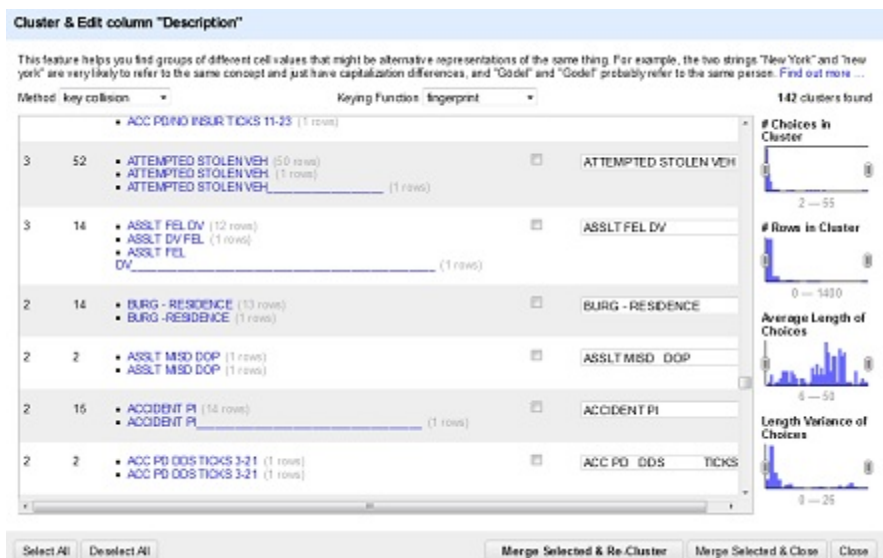 Cluster & Edit column "Description"
This feature helps you find groups of different cell values that might be alternative representations of the same thing. For example, the two strings "New York" and "new
york" are very likely to refer to the same concept and just have capitalization differences, and "Gödel" and "Godel" probably refer to the same person. Find out more ...
Method key collision Keying Function fingerprint 142 clusters found
• ACC PD/NO INSUR TICKS 11-23 (1 rows)
# Choices in
Cluster
3 52 • ATTEMPTED STOLEN VEH (50 rows) ATTEMPTED STOLEN VEH
• ATTEMPTED STOLEN VEH. (1 rows)
• ATTEMPTED STOLEN VEH____________________ (1 rows)
2 — 55
3 14 • ASSLT FEL DV (12 rows) ASSLT FEL DV
• ASSLT DV FEL (1 rows)
• ASSLT FEL
DV____________________________________________________ (1 rows)
# Rows in Cluster
0 — 1400
2 14 • BURG - RESIDENCE (13 rows) BURG - RESIDENCE
• BURG -RESIDENCE (1 rows)
Average Length of
Choices
2 2 • ASSLT MISD DOP (1 rows) ASSLT MISD DOP
• ASSLT MISD DOP (1 rows)
6 — 50
2 15 • ACCIDENT PI (14 rows) ACCIDENT PI
• ACCIDENT PI______________________________________ (1 rows)
Length Variance of
Choices
2 2 • ACC PD DDS TICKS 3-21 (1 rows) ACC PD DDS TICKS
• ACC PD DDS TICKS 3-21 (1 rows)
0 — 26
Select All Deselect All Merge Selected & Re-Cluster Merge Selected & Close Close